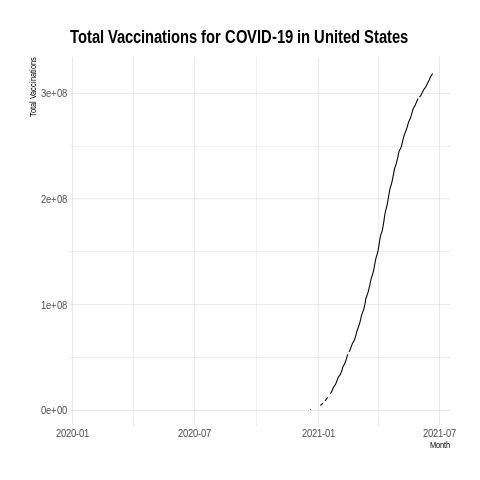 Total Vaccinations for COVID-19 in United States
Total Vaccinations
3e+08
2e+08
1e+08
0e+00
2020-01 2020-07 2021-01 2021-07
Month